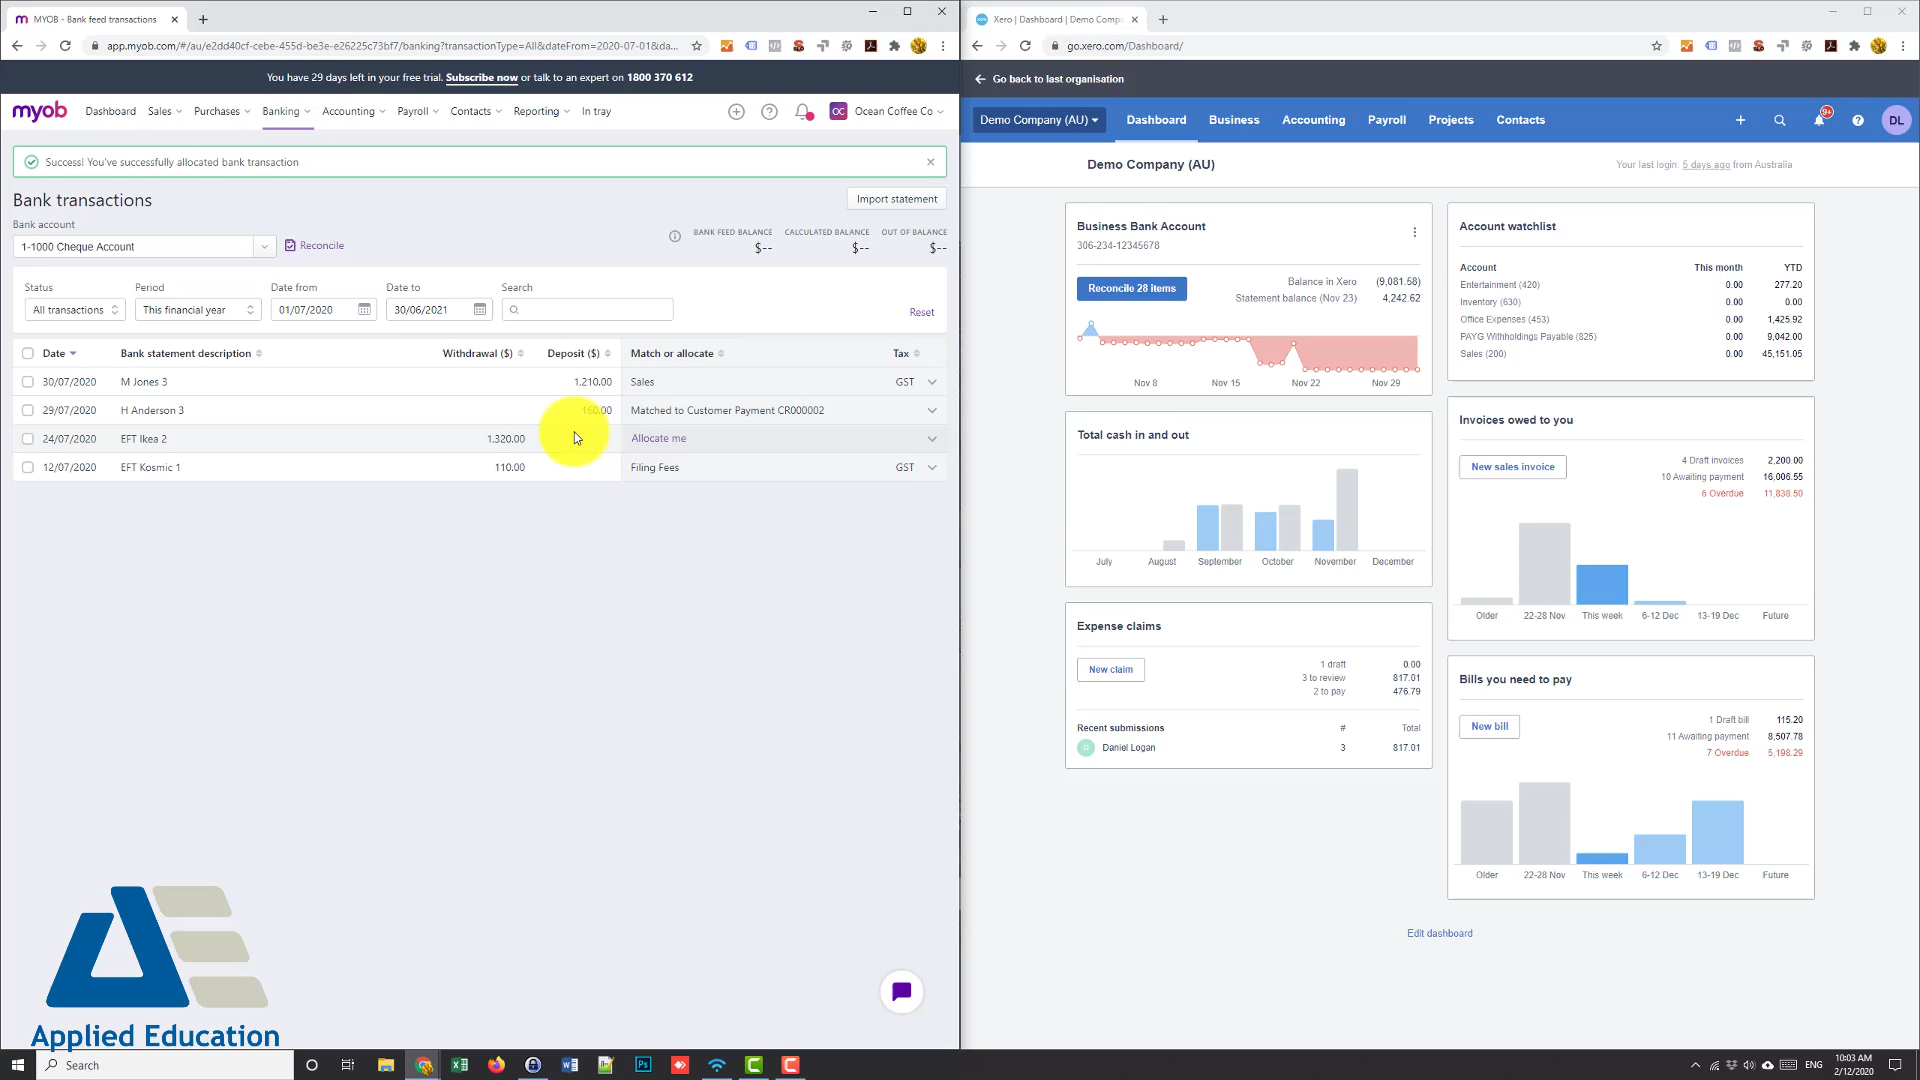 MYOB - Bank feed transactions
app.myob.com/#/au/e2dd40cf-cebe-455d-be3e-e26225c73bf7/banking?transactionType=All&dateFrom=2020-07-01&da...
You have 29 days left in your free trial. Subscribe now or talk to an expert on 1800 370 612
myob Dashboard Sales Purchases Banking Accounting Payroll Contacts Reporting In tray OC Ocean Coffee Co
Success! You've successfully allocated bank transaction
Bank transactions
Import statement
Bank account
1-1000 Cheque Account
Reconcile
BANK FEED BALANCE CALCULATED BALANCE OUT OF BALANCE
$-- $-- $--
Status Period Date from Date to Search
All transactions This financial year 01/07/2020 30/06/2021
Reset
Date Bank statement description Withdrawal ($) Deposit ($) Match or allocate Tax
30/07/2020 M Jones 3 1,210.00 Sales GST
29/07/2020 H Anderson 3 160.00 Matched to Customer Payment CR000002
24/07/2020 EFT Ikea 2 1,320.00 Allocate me
12/07/2020 EFT Kosmic 1 110.00 Filing Fees GST
AE
Applied Education
Xero | Dashboard | Demo Comp
go.xero.com/Dashboard/
Go back to last organisation
Demo Company (AU) Dashboard Business Accounting Payroll Projects Contacts 9+ DL
Demo Company (AU)
Your last login: 5 days ago from Australia
Business Bank Account
306-234-12345678
Reconcile 28 items
Balance in Xero (9,081.58)
Statement balance (Nov 23) 4,242.62
Nov 8 Nov 15 Nov 22 Nov 29
Total cash in and out
July August September October November December
Expense claims
New claim
1 draft 0.00
3 to review 817.01
2 to pay 476.79
Recent submissions # Total
D Daniel Logan 3 817.01
Account watchlist
Account This month YTD
Entertainment (420) 0.00 277.20
Inventory (630) 0.00 0.00
Office Expenses (453) 0.00 1,425.92
PAYG Withholdings Payable (825) 0.00 9,042.00
Sales (200) 0.00 45,151.05
Invoices owed to you
New sales invoice
4 Draft invoices 2,200.00
10 Awaiting payment 16,006.55
6 Overdue 11,838.50
Older 22-28 Nov This week 6-12 Dec 13-19 Dec Future
Bills you need to pay
New bill
1 Draft bill 115.20
11 Awaiting payment 8,507.78
7 Overdue 5,198.29
Older 22-28 Nov This week 6-12 Dec 13-19 Dec Future
Edit dashboard
Search
ENG
10:03 AM
2/12/2020